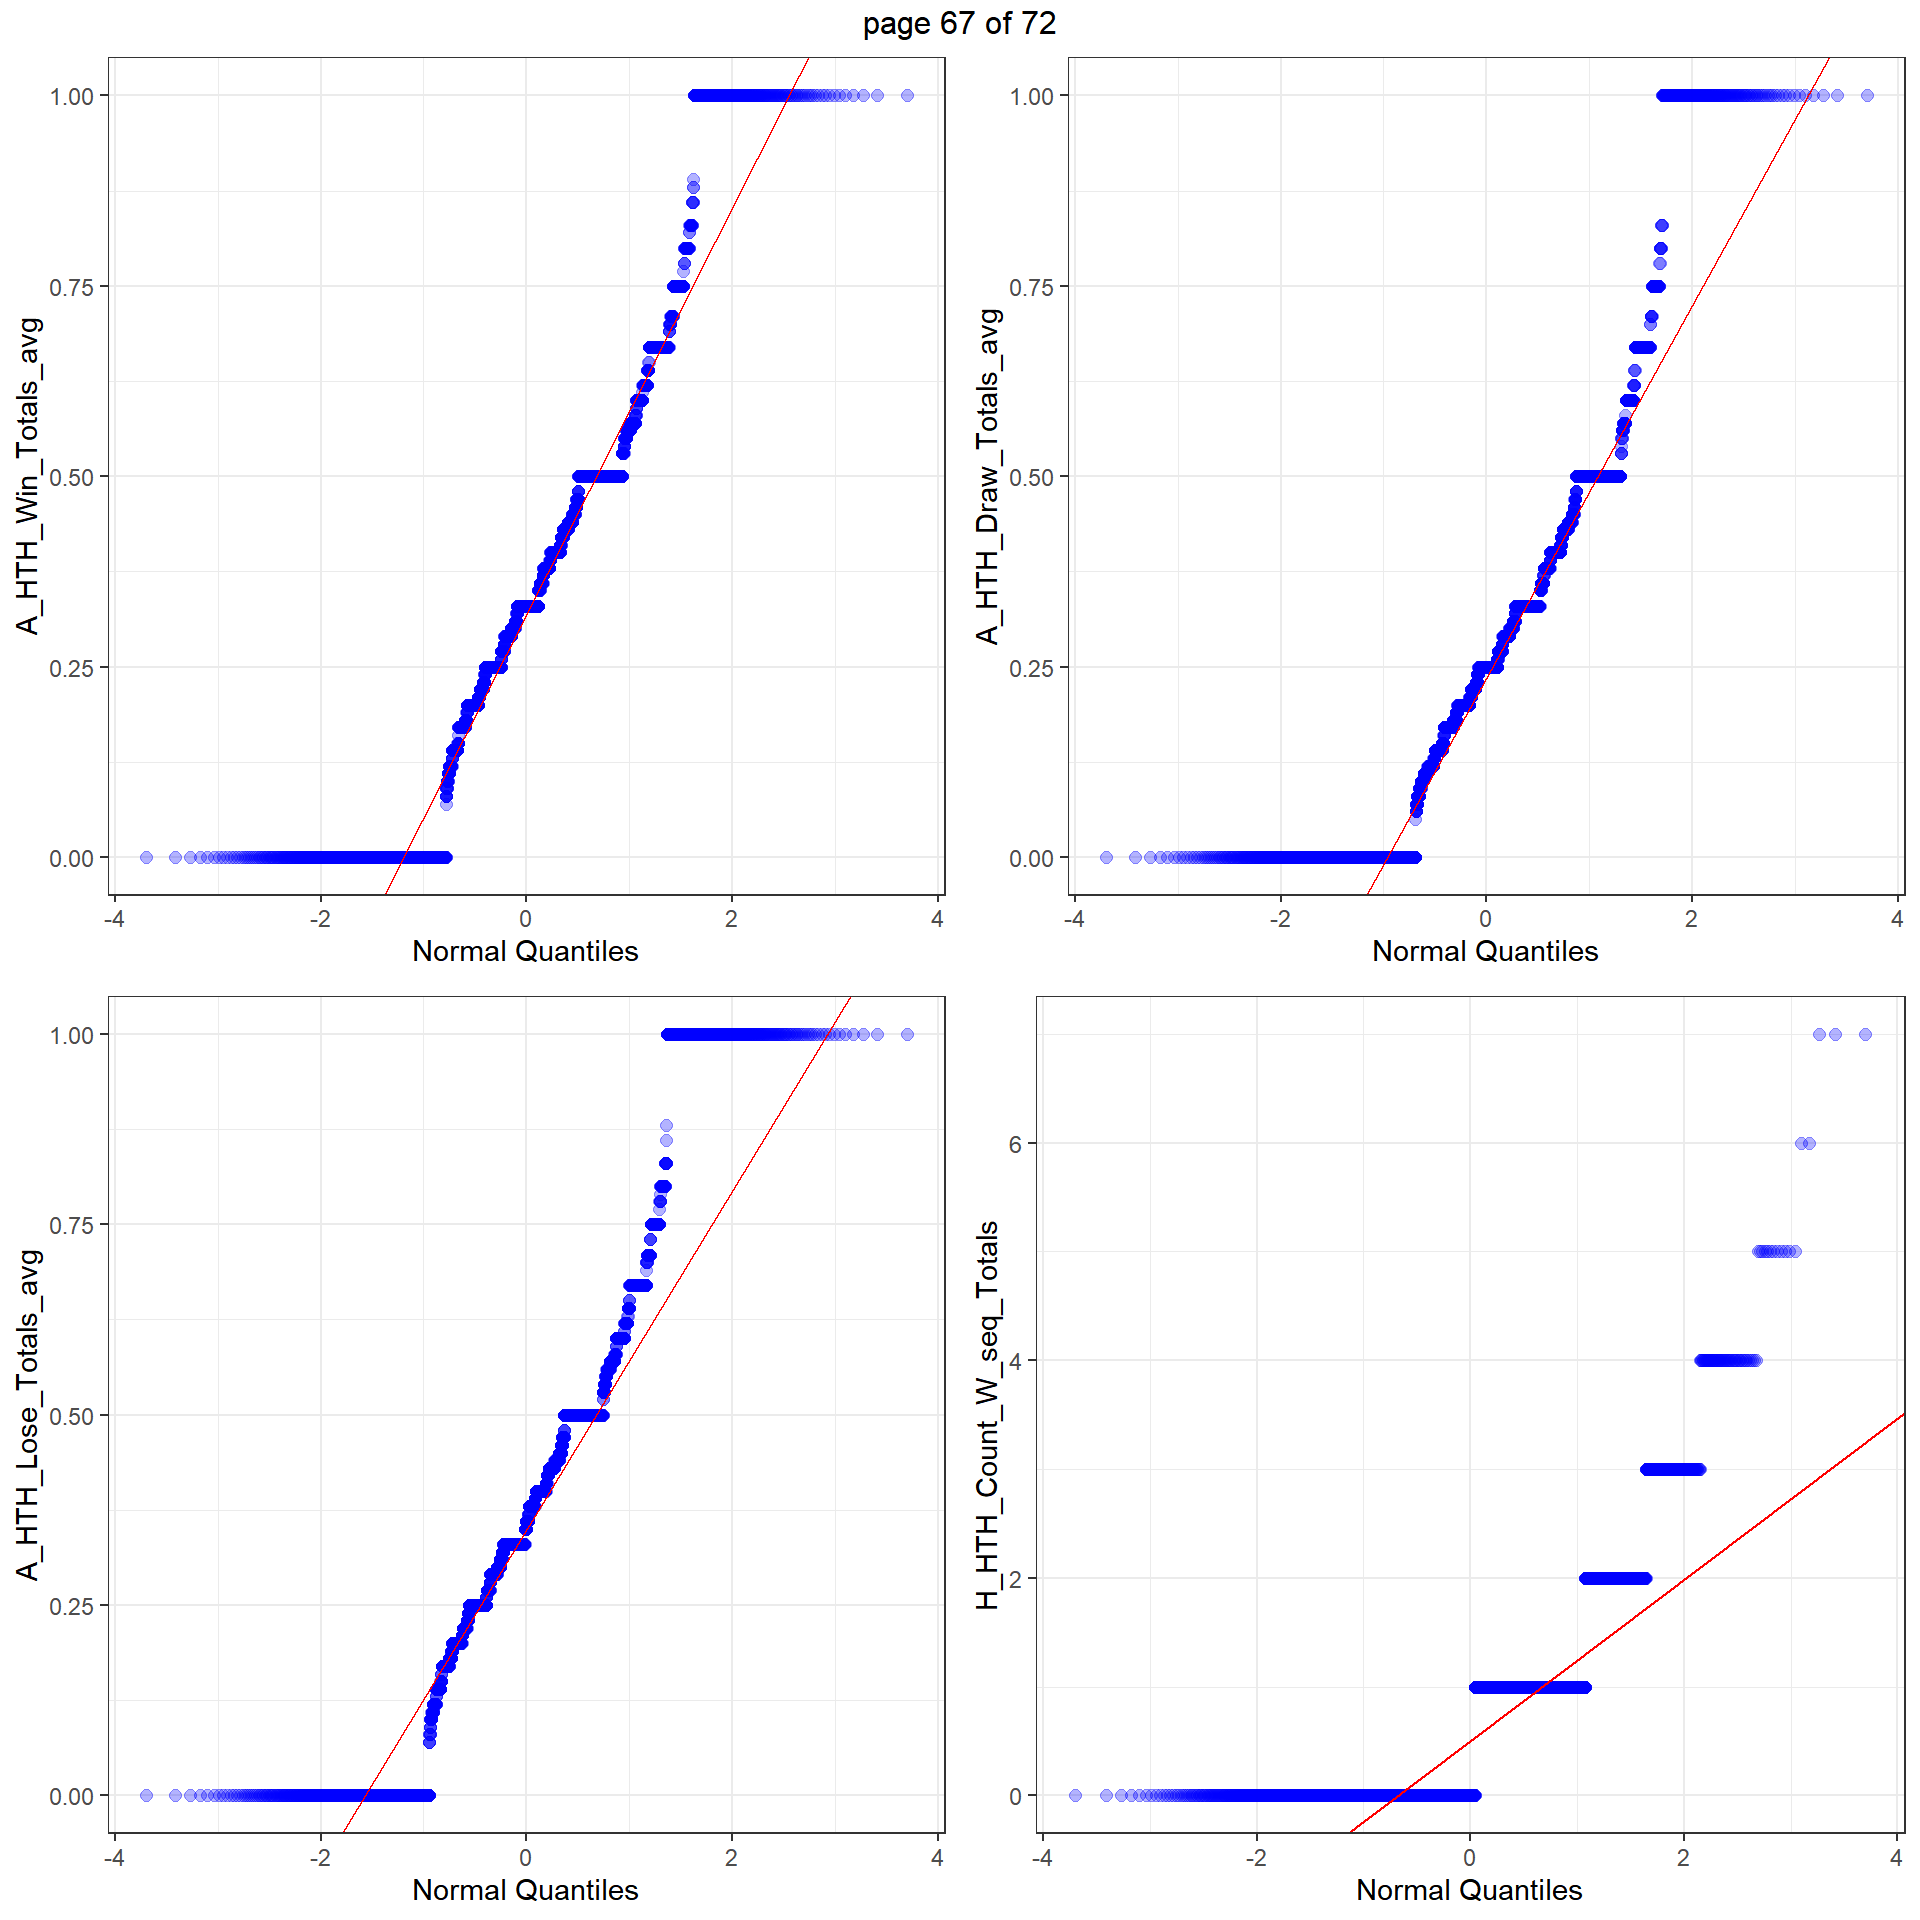 page 67 of 72
A_HTH_Win_Totals_avg
1.00
0.75
0.50
0.25
0.00
-4 -2 0 2 4
Normal Quantiles
A_HTH_Draw_Totals_avg
1.00
0.75
0.50
0.25
0.00
-4 -2 0 2 4
Normal Quantiles
A_HTH_Lose_Totals_avg
1.00
0.75
0.50
0.25
0.00
-4 -2 0 2 4
Normal Quantiles
H_HTH_Count_W_seq_Totals
6
4
2
0
-4 -2 0 2 4
Normal Quantiles